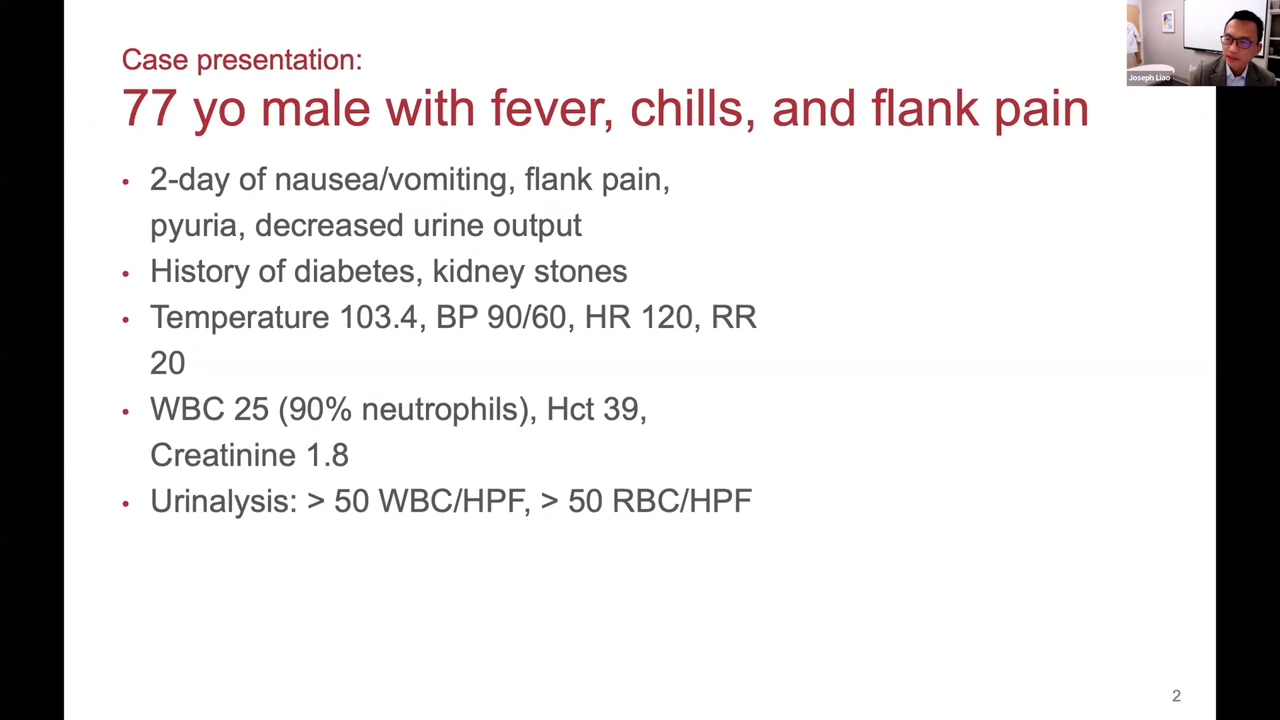 Case presentation:
77 yo male with fever, chills, and flank pain
• 2-day of nausea/vomiting, flank pain,
pyuria, decreased urine output
• History of diabetes, kidney stones
• Temperature 103.4, BP 90/60, HR 120, RR
20
• WBC 25 (90% neutrophils), Hct 39,
Creatinine 1.8
• Urinalysis: > 50 WBC/HPF, > 50 RBC/HPF
Joseph Liao
2